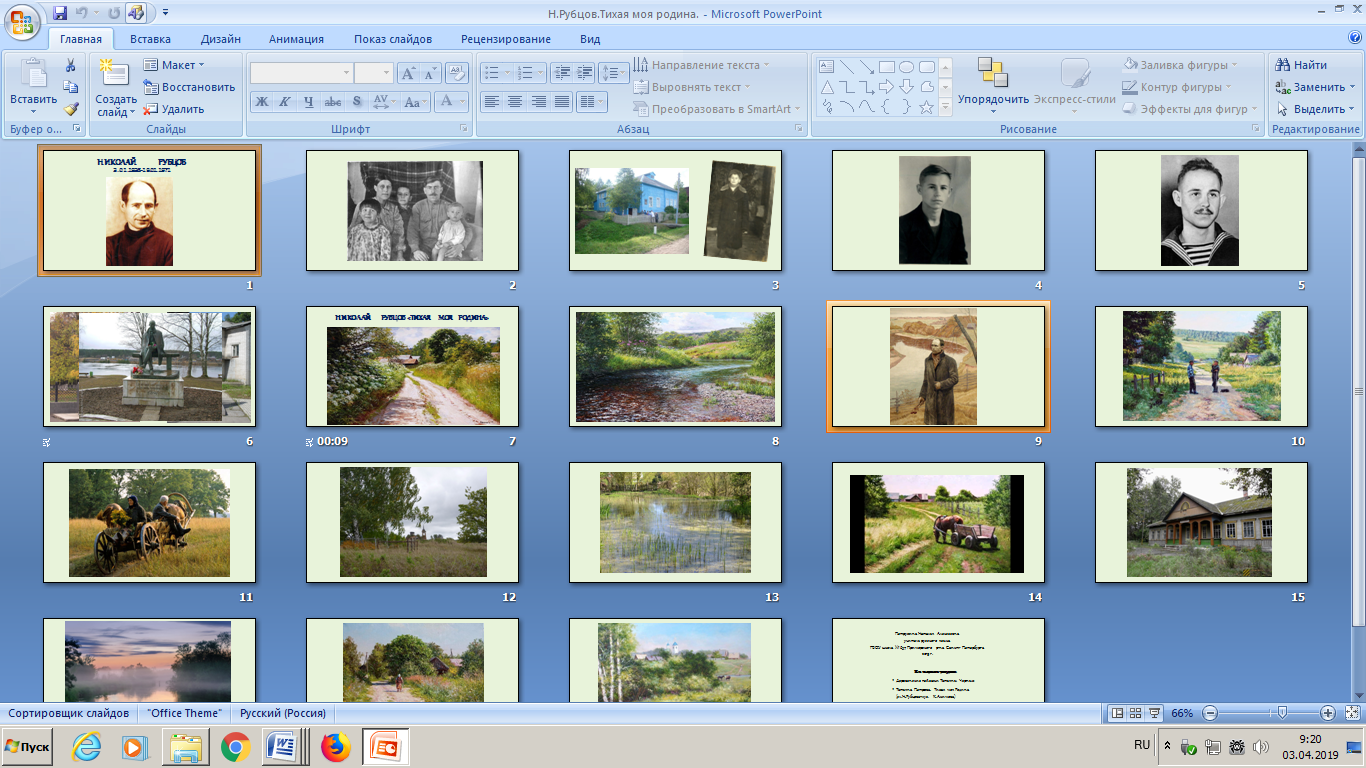 Н.Рубцов.Тихая моя родина. - Microsoft PowerPoint
Главная Вставка Дизайн Анимация Показ слайдов Рецензирование Вид
Вставить
Буфер о...
Создать слайд
Макет
Восстановить
Удалить
Слайды
Ж К Ч abc S AV Aa A
Шрифт
Направление текста
Выровнять текст
Преобразовать в SmartArt
Абзац
Упорядочить
Экспресс-стили
Заливка фигуры
Контур фигуры
Эффекты для фигур
Рисование
Найти
Заменить
Выделить
Редактирование
НИКОЛАЙ РУБЦОВ
1 2 3 4 5
НИКОЛАЙ РУБЦОВ «ТИХАЯ МОЯ РОДИНА»
6 00:09 7 8 9 10
11 12 13 14 15
Сортировщик слайдов "Office Theme" Русский (Россия) 66%
Пуск RU 9:20
03.04.2019